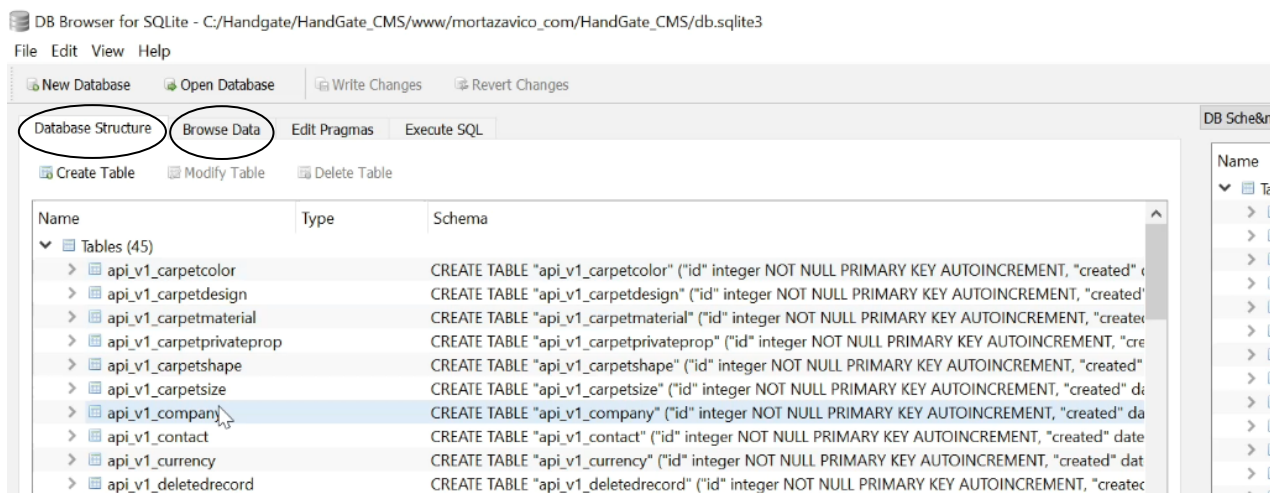 DB Browser for SQLite - C:/Handgate/HandGate_CMS/www/mortazavico_com/HandGate_CMS/db.sqlite3
File Edit View Help
New Database Open Database Write Changes Revert Changes
Database Structure Browse Data Edit Pragmas Execute SQL
DB Sche&
Create Table Modify Table Delete Table
Name
Name Type Schema
Tables (45)
api_v1_carpetcolor CREATE TABLE "api_v1_carpetcolor" ("id" integer NOT NULL PRIMARY KEY AUTOINCREMENT, "created"
api_v1_carpetdesign CREATE TABLE "api_v1_carpetdesign" ("id" integer NOT NULL PRIMARY KEY AUTOINCREMENT, "created"
api_v1_carpetmaterial CREATE TABLE "api_v1_carpetmaterial" ("id" integer NOT NULL PRIMARY KEY AUTOINCREMENT, "create
api_v1_carpetprivateprop CREATE TABLE "api_v1_carpetprivateprop" ("id" integer NOT NULL PRIMARY KEY AUTOINCREMENT, "cre
api_v1_carpetshape CREATE TABLE "api_v1_carpetshape" ("id" integer NOT NULL PRIMARY KEY AUTOINCREMENT, "created"
api_v1_carpetsize CREATE TABLE "api_v1_carpetsize" ("id" integer NOT NULL PRIMARY KEY AUTOINCREMENT, "created" da
api_v1_company CREATE TABLE "api_v1_company" ("id" integer NOT NULL PRIMARY KEY AUTOINCREMENT, "created" da
api_v1_contact CREATE TABLE "api_v1_contact" ("id" integer NOT NULL PRIMARY KEY AUTOINCREMENT, "created" date
api_v1_currency CREATE TABLE "api_v1_currency" ("id" integer NOT NULL PRIMARY KEY AUTOINCREMENT, "created" dat
api_v1_deletedrecord CREATE TABLE "api_v1_deletedrecord" ("id" integer NOT NULL PRIMARY KEY AUTOINCREMENT, "created